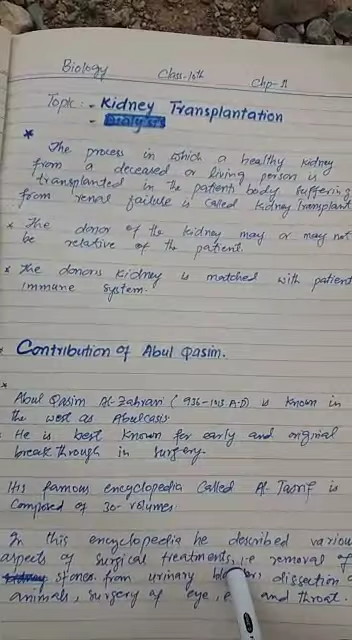 Biology Class-10th Chp-11
Topic:- Kidney Transplantation
- Dialysis
* The process in which a healthy kidney
from a deceased or living person is
transplanted in the patient body suffering
from renal failure is called kidney transplant
* The donor of the kidney may or may not
be relative of the patient.
* The donor's kidney is matched with patient
immune system.
Contribution of Abul Qasim.
* Abul Qasim Al-Zahravi (936-1013 A.D) is known in
the west as Abulcasis.
He is best known for early and original
break through in surgery.
His famous encyclopedia called Al-Tasrif is
composed of 30-volumes.
In this encyclopedia he described various
aspects of surgical treatments, i-e removal of
stones from urinary dissection of
animals, surgery of eye, and throat.